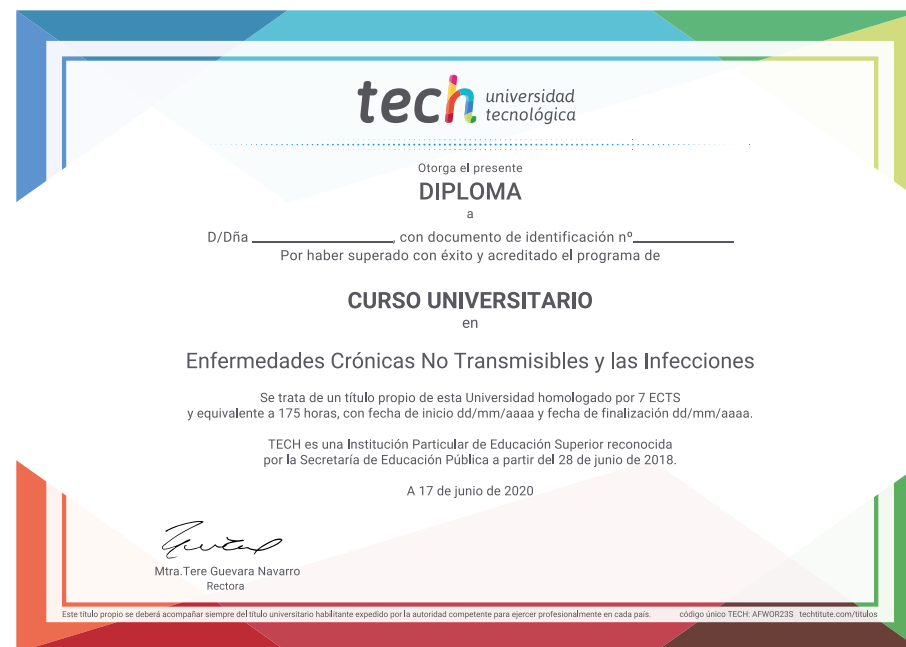 tech universidad
tecnológica
Otorga el presente
DIPLOMA
a
D/Dña ____________________, con documento de identificación nº______________
Por haber superado con éxito y acreditado el programa de
CURSO UNIVERSITARIO
en
Enfermedades Crónicas No Transmisibles y las Infecciones
Se trata de un título propio de esta Universidad homologado por 7 ECTS
y equivalente a 175 horas, con fecha de inicio dd/mm/aaaa y fecha de finalización dd/mm/aaaa.
TECH es una Institución Particular de Educación Superior reconocida
por la Secretaría de Educación Pública a partir del 28 de junio de 2018.
A 17 de junio de 2020
Mtra.Tere Guevara Navarro
Rectora
Este título propio se deberá acompañar siempre del título universitario habilitante expedido por la autoridad competente para ejercer profesionalmente en cada país. código único TECH: AFWOR23S techtitute.com/titulos